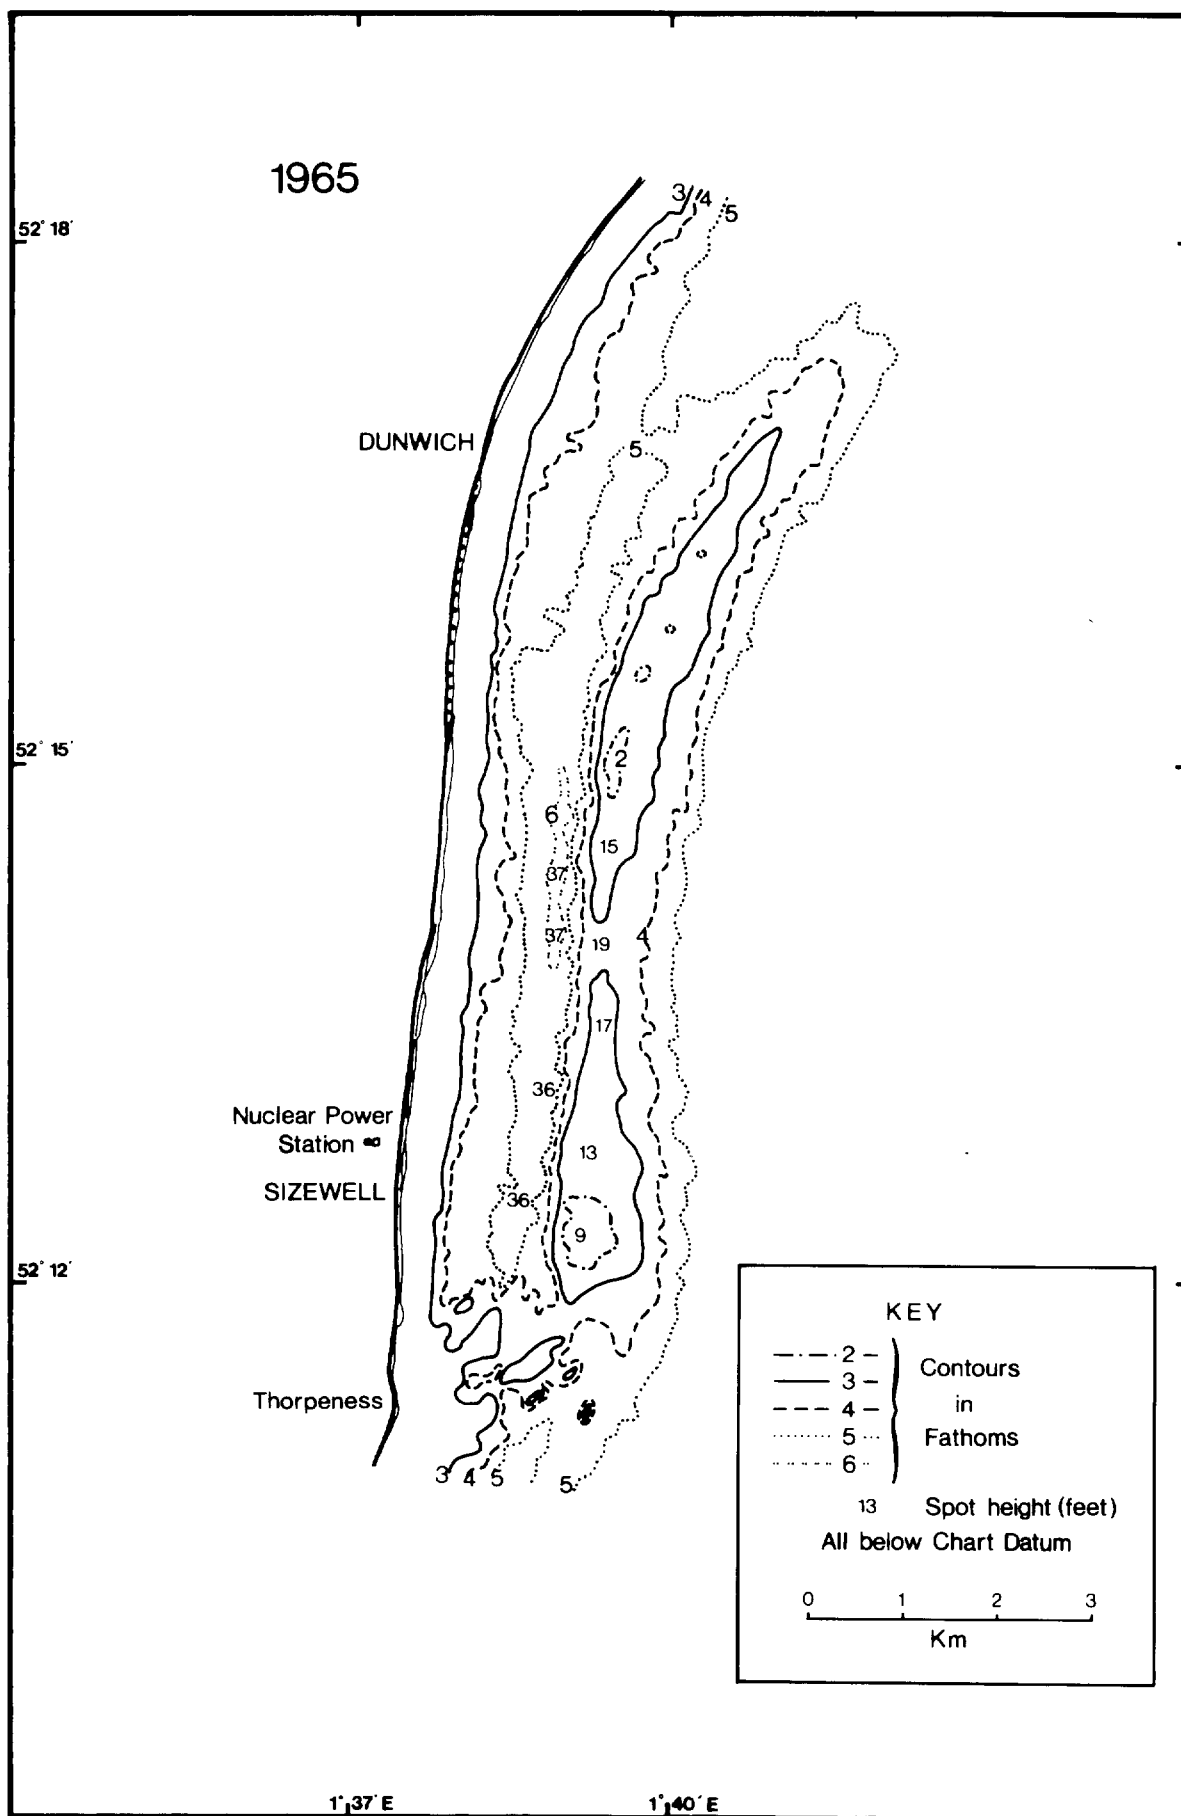 1965
3 4 5
52° 18'
DUNWICH
5
52° 15'
2
6
15
37
37
19
4
17
36
Nuclear Power
Station
13
SIZEWELL
36
9
52° 12'
Thorpeness
3 4 5
5
KEY
2
3
4
5
6
Contours
in
Fathoms
13 Spot height (feet)
All below Chart Datum
0 1 2 3
Km
1° 37' E
1° 40' E